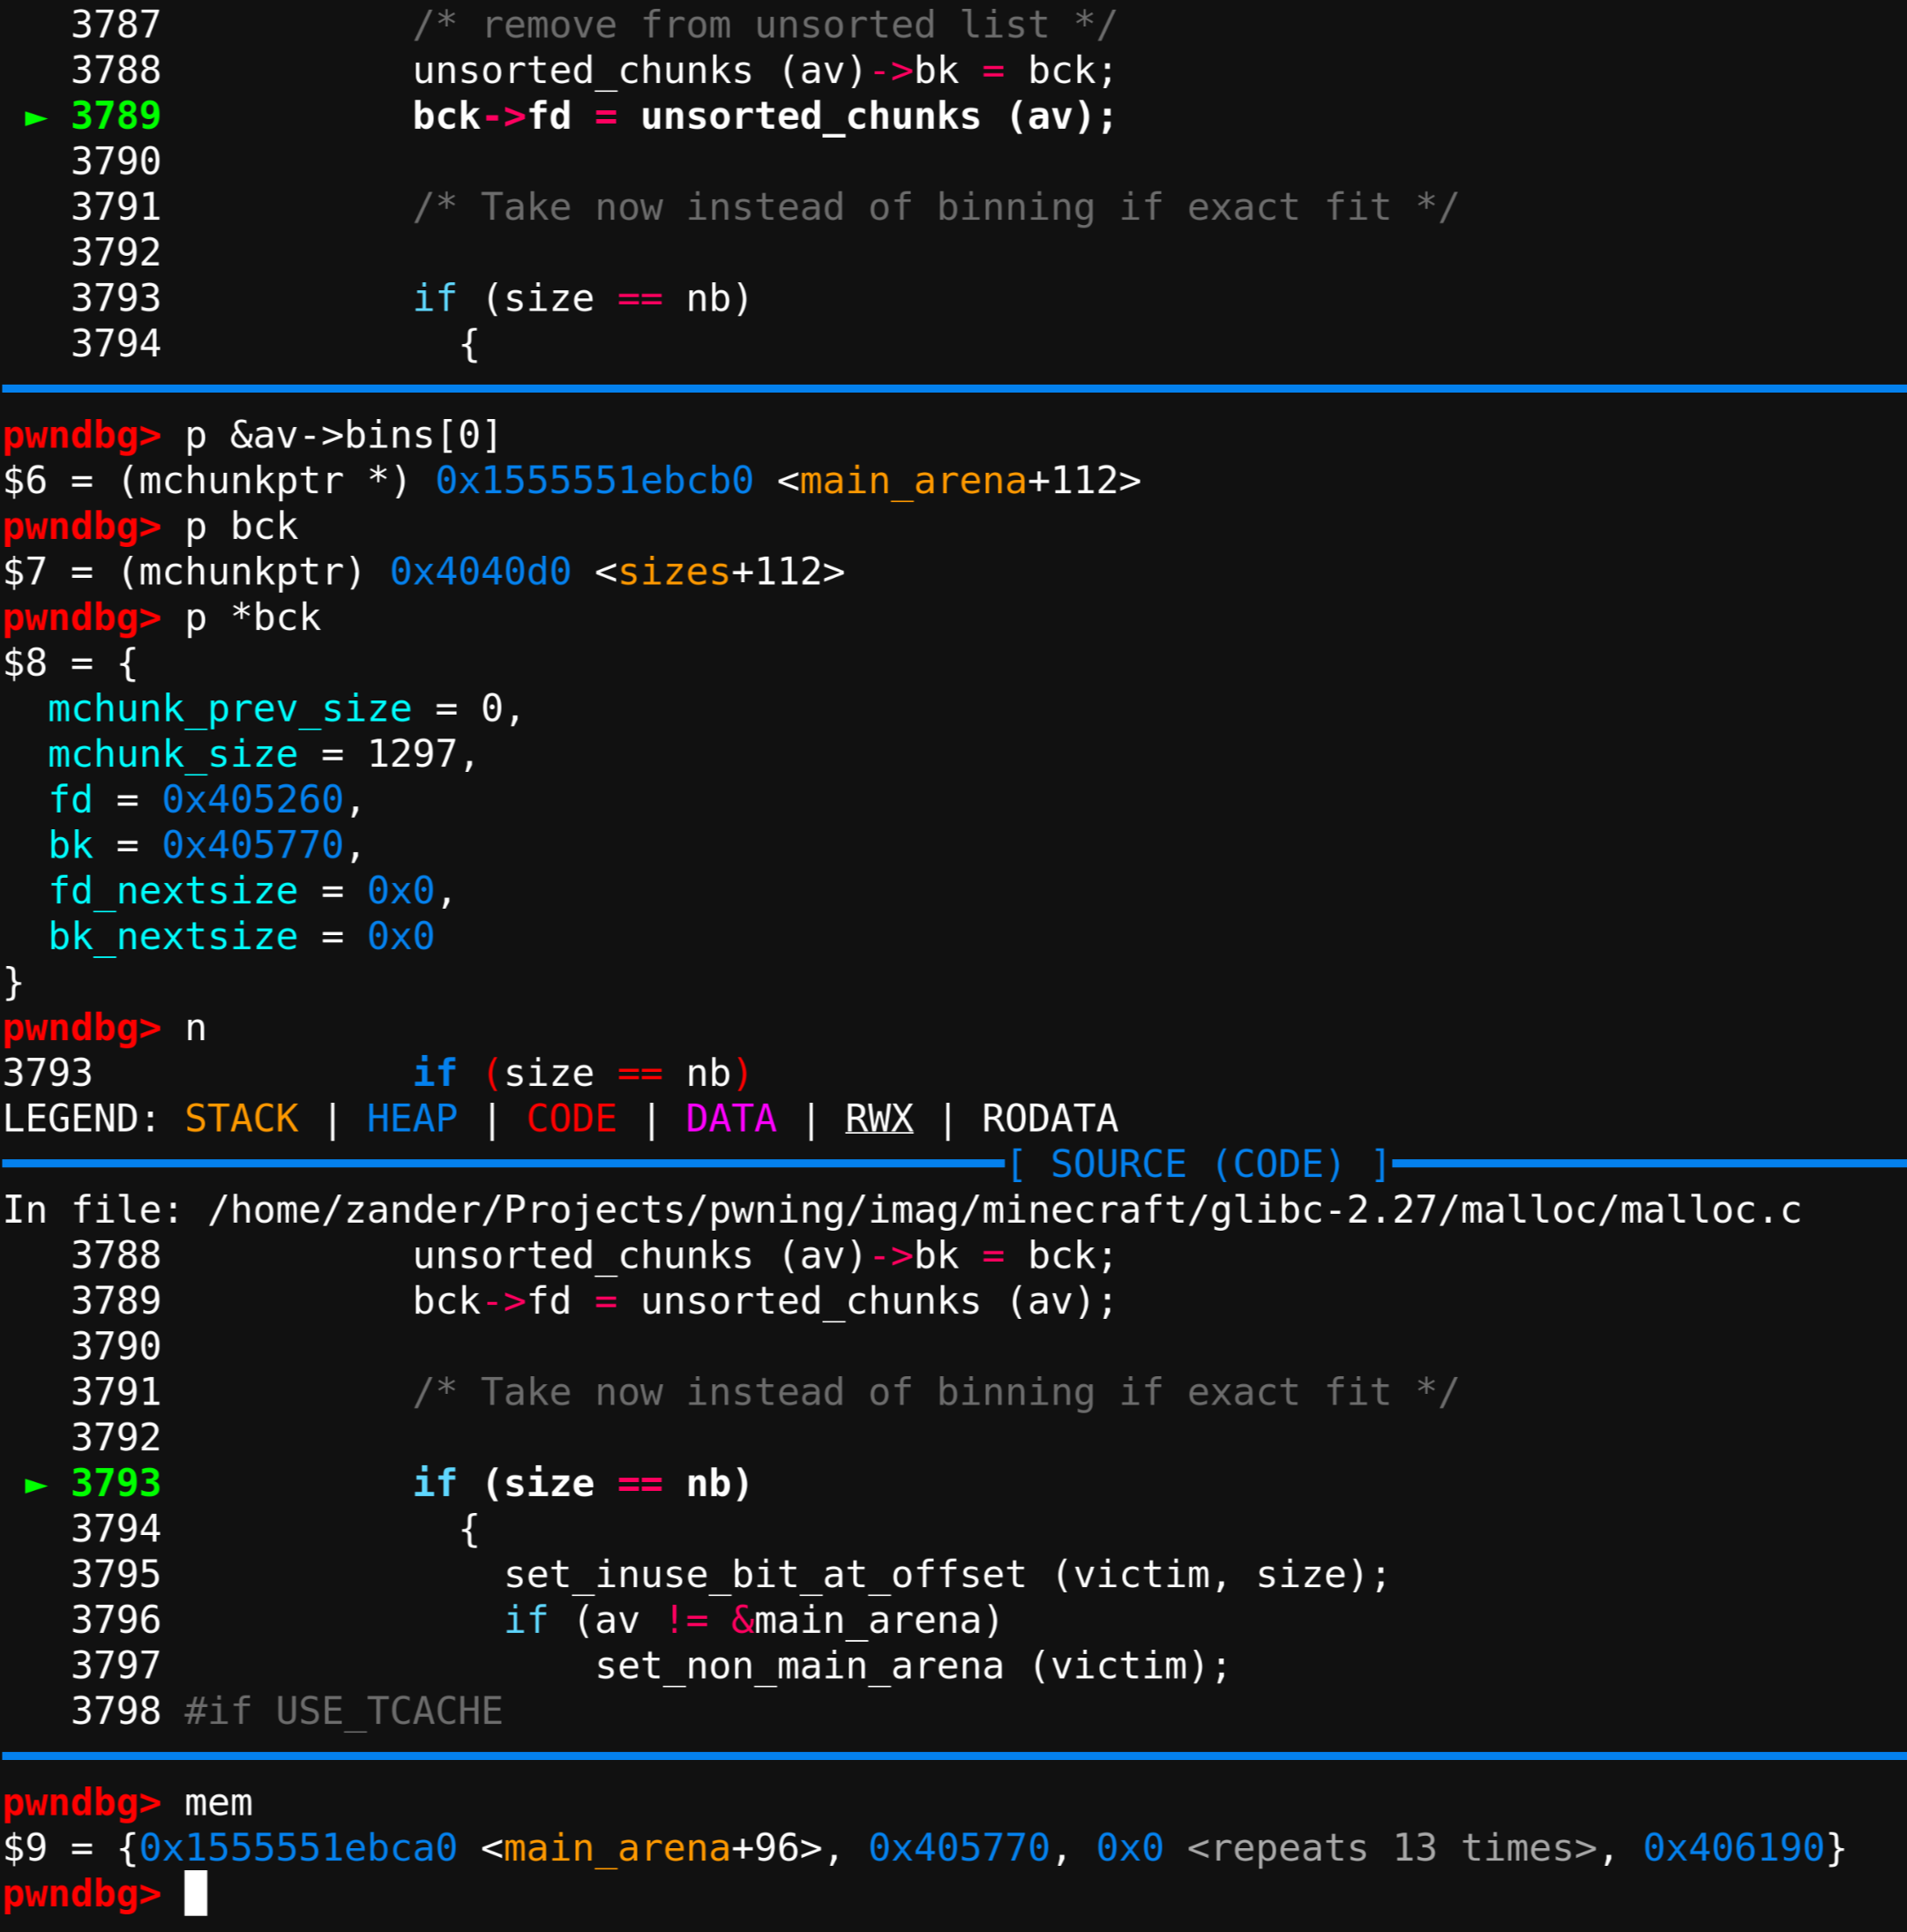 3787 /* remove from unsorted list */
3788 unsorted_chunks (av)->bk = bck;
► 3789 bck->fd = unsorted_chunks (av);
3790
3791 /* Take now instead of binning if exact fit */
3792
3793 if (size == nb)
3794 {
pwndbg> p &av->bins[0]
$6 = (mchunkptr *) 0x1555551ebcb0 <main_arena+112>
pwndbg> p bck
$7 = (mchunkptr) 0x4040d0 <sizes+112>
pwndbg> p *bck
$8 = {
mchunk_prev_size = 0,
mchunk_size = 1297,
fd = 0x405260,
bk = 0x405770,
fd_nextsize = 0x0,
bk_nextsize = 0x0
}
pwndbg> n
3793 if (size == nb)
LEGEND: STACK | HEAP | CODE | DATA | RWX | RODATA
[ SOURCE (CODE) ]
In file: /home/zander/Projects/pwning/imag/minecraft/glibc-2.27/malloc/malloc.c
3788 unsorted_chunks (av)->bk = bck;
3789 bck->fd = unsorted_chunks (av);
3790
3791 /* Take now instead of binning if exact fit */
3792
► 3793 if (size == nb)
3794 {
3795 set_inuse_bit_at_offset (victim, size);
3796 if (av != &main_arena)
3797 set_non_main_arena (victim);
3798 #if USE_TCACHE
pwndbg> mem
$9 = {0x1555551ebca0 <main_arena+96>, 0x405770, 0x0 <repeats 13 times>, 0x406190}
pwndbg>